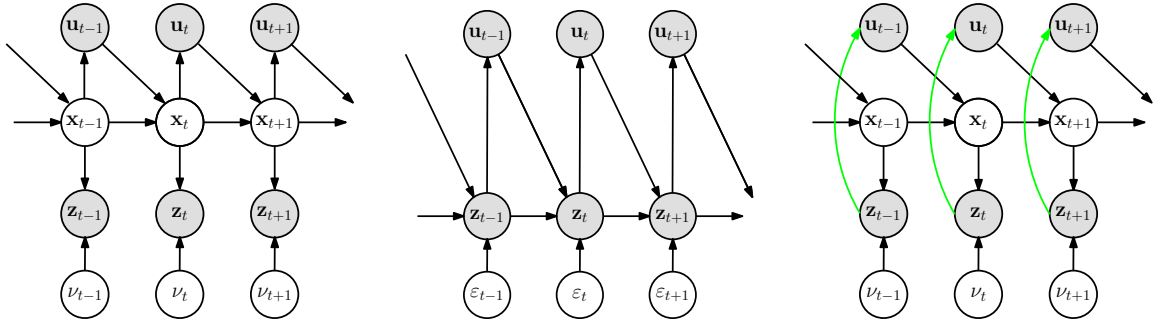 u_{t−1} u_t u_{t+1} u_{t−1} u_t u_{t+1} u_{t−1} u_t u_{t+1}
x_{t−1} x_t x_{t+1} x_{t−1} x_t x_{t+1}
z_{t−1} z_t z_{t+1} z_{t−1} z_t z_{t+1} z_{t−1} z_t z_{t+1}
ν_{t−1} ν_t ν_{t+1} ε_{t−1} ε_t ε_{t+1} ν_{t−1} ν_t ν_{t+1}